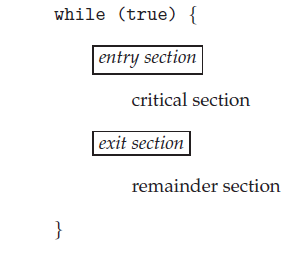 while (true) {
entry section
critical section
exit section
remainder section
}